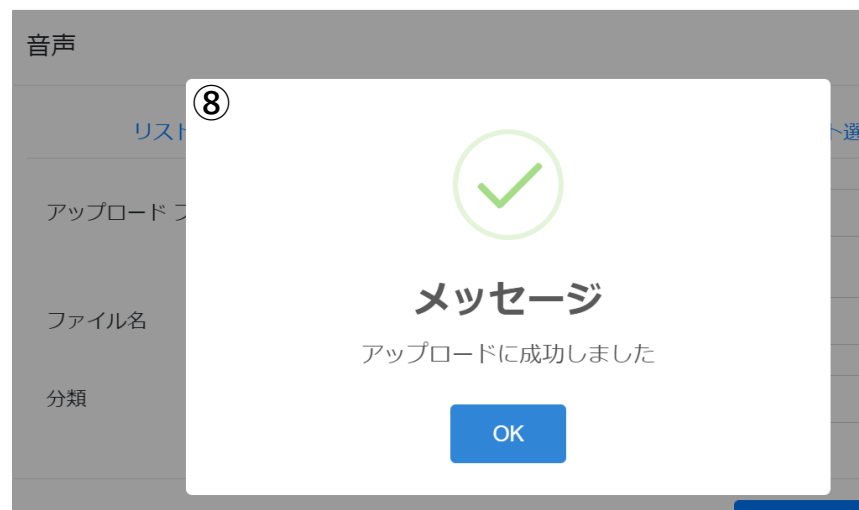 音声
⑧
リスト
ト選
アップロード フ
メッセージ
ファイル名
アップロードに成功しました
分類
OK